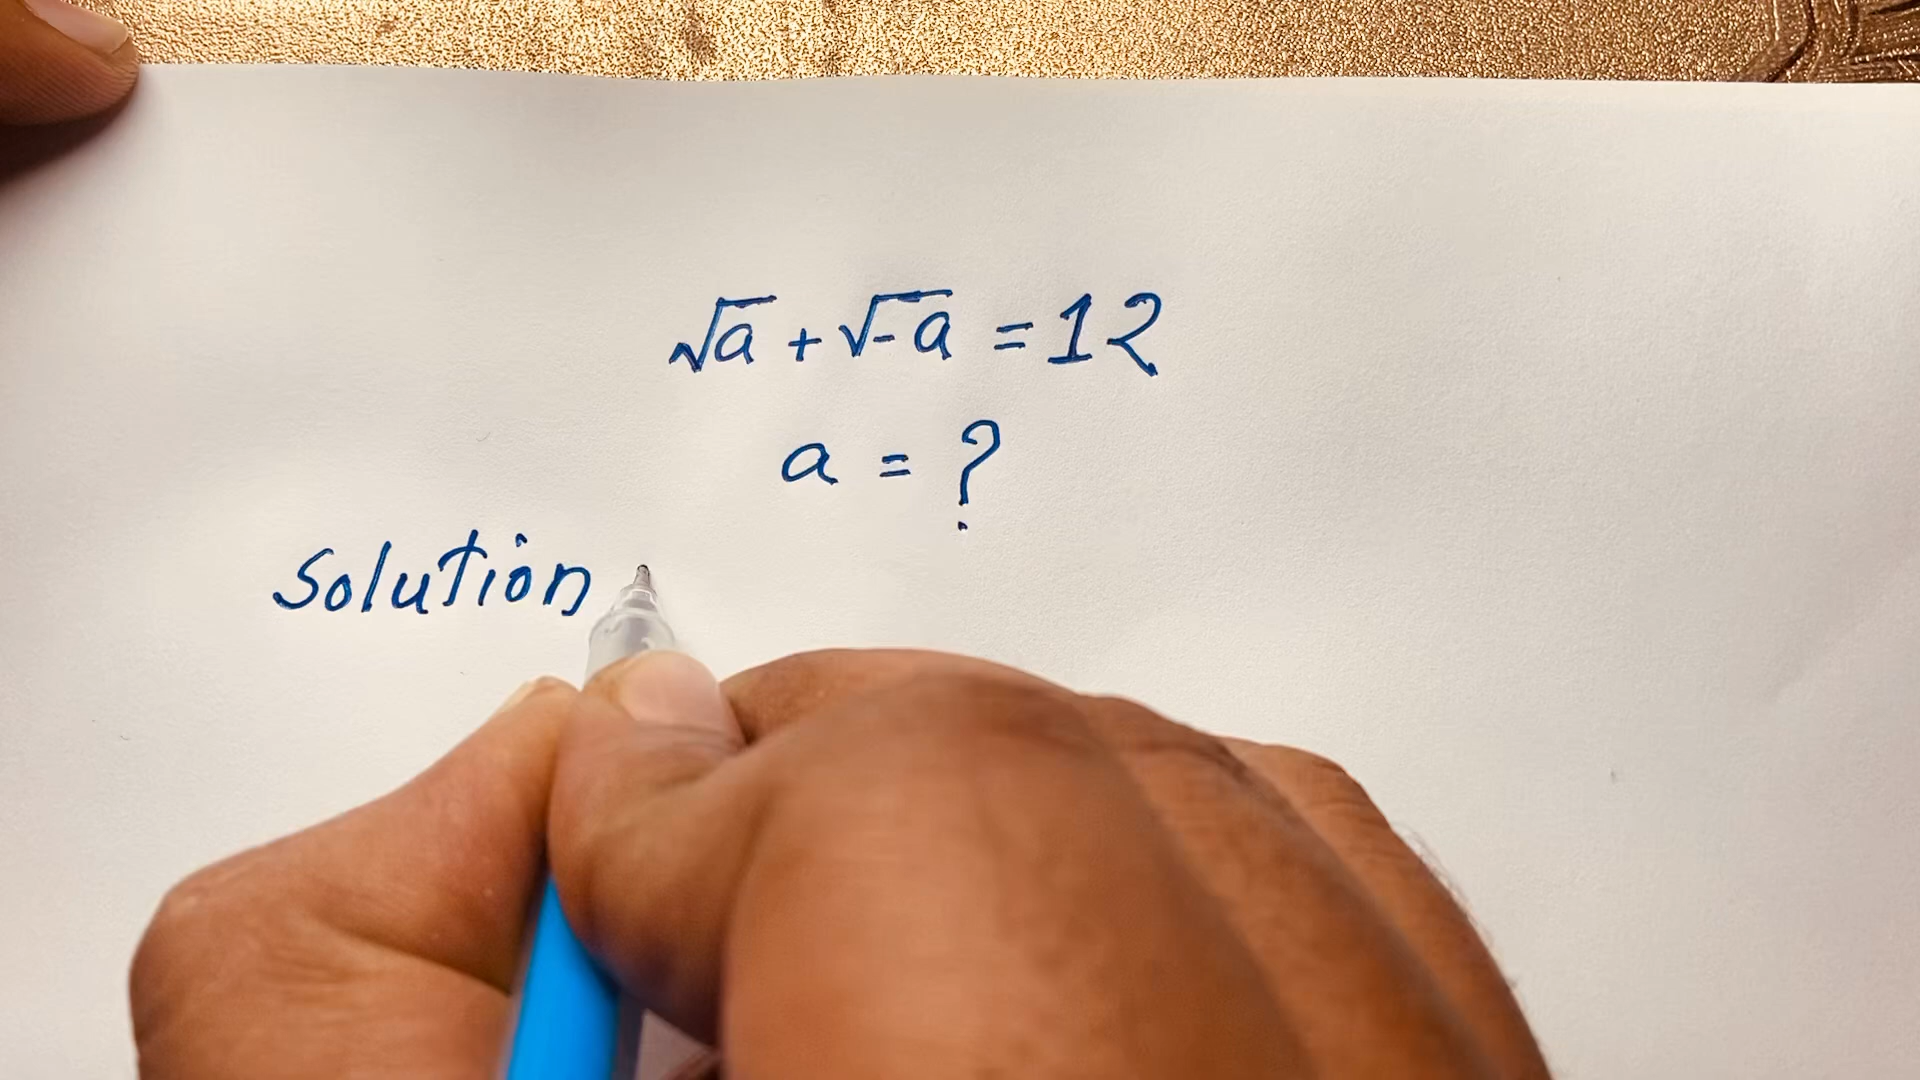 √a + √-a = 12
a = ?
Solution